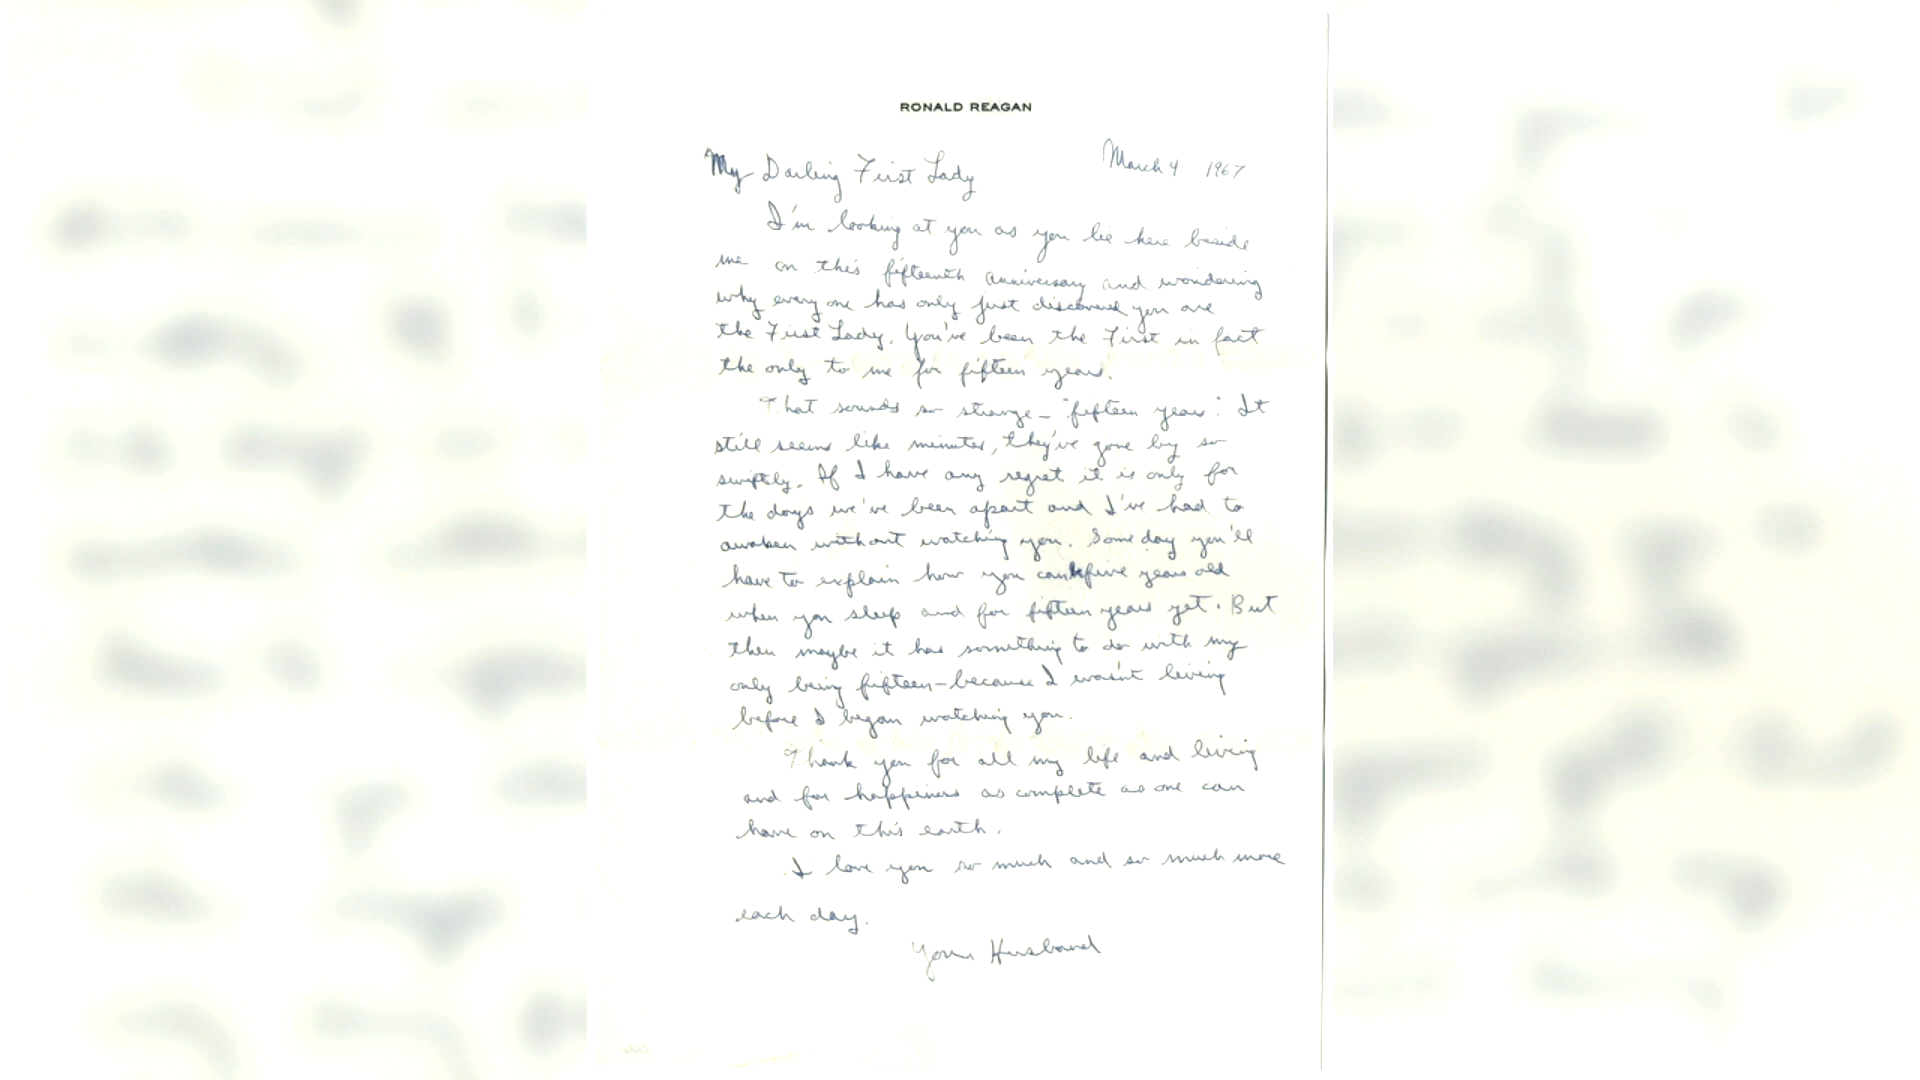 RONALD REAGAN
March 4 1967
My Darling First Lady
I'm looking at you as you lie here beside
me on this fifteenth anniversary and wondering
why everyone has only just discovered you are
the First Lady. You've been the First in fact
the only to me for fifteen years.
That sounds so strange – "fifteen years". It
still seems like minutes, they've gone by so
swiftly. If I have any regret it is only for
the days we've been apart and I've had to
awaken without watching you. Some day you'll
have to explain how you can five years old
when you sleep and for fifteen years yet. But
then maybe it has something to do with my
only being fifteen – because I wasn't living
before I began watching you.
Thank you for all my life and living
and for happiness as complete as one can
have on this earth.
I love you so much and so much more
each day.
Your Husband